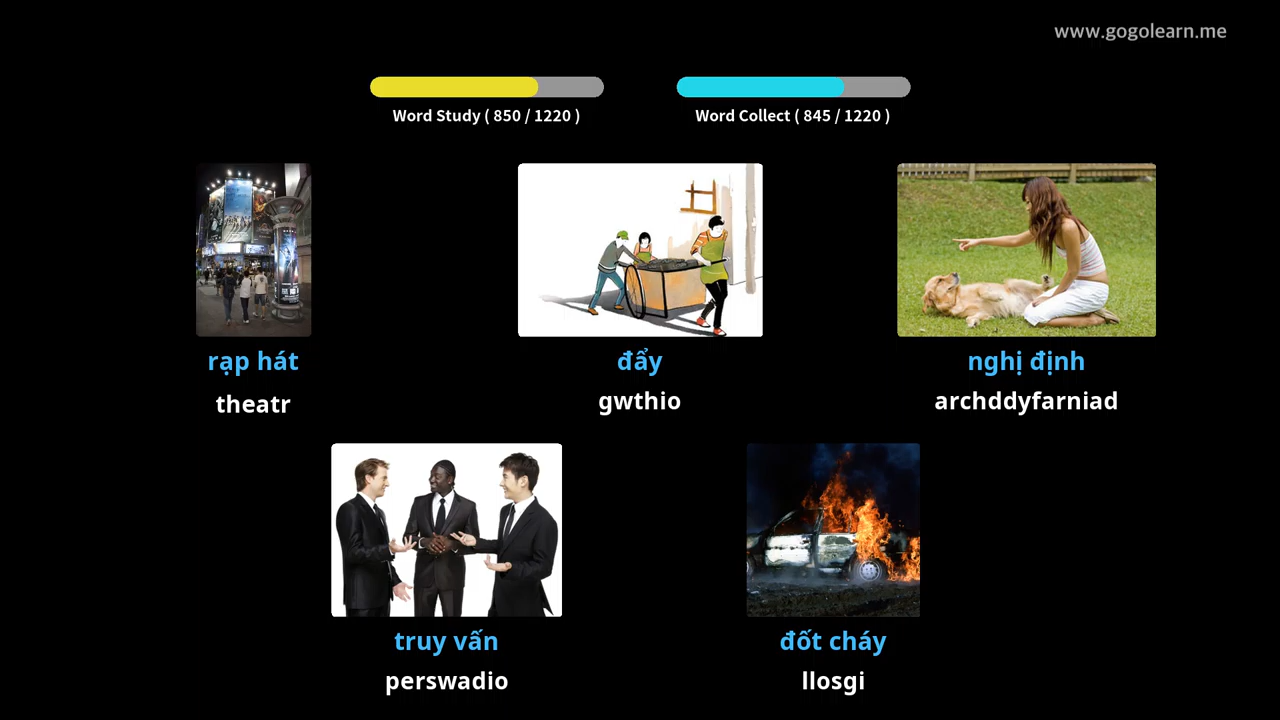 www.gogolearn.me
Word Study ( 850 / 1220 )
Word Collect ( 845 / 1220 )
rạp hát
theatr
đẩy
gwthio
nghị định
archddyfarniad
truy vấn
perswadio
đốt cháy
llosgi